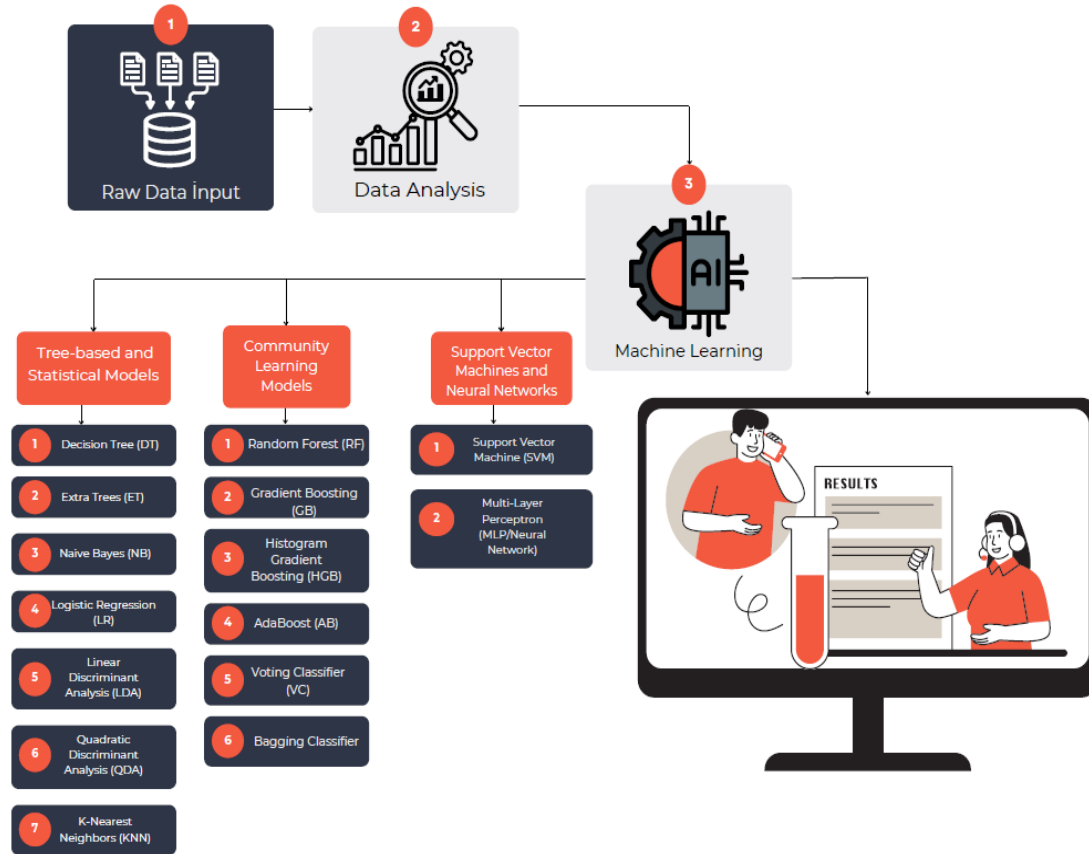 1
Raw Data İnput
2
Data Analysis
3
AI
Machine Learning
Tree-based and
Statistical Models
1
Decision Tree (DT)
2
Extra Trees (ET)
3
Naive Bayes (NB)
4
Logistic Regression
(LR)
5
Linear
Discriminant
Analysis (LDA)
6
Quadratic
Discriminant
Analysis (QDA)
7
K-Nearest
Neighbors (KNN)
Community
Learning
Models
1
Random Forest (RF)
2
Gradient Boosting
(GB)
3
Histogram
Gradient
Boosting (HGB)
4
AdaBoost (AB)
5
Voting Classifier
(VC)
6
Bagging Classifier
Support Vector
Machines and
Neural Networks
1
Support Vector
Machine (SVM)
2
Multi-Layer
Perceptron
(MLP/Neural
Network)
RESULTS